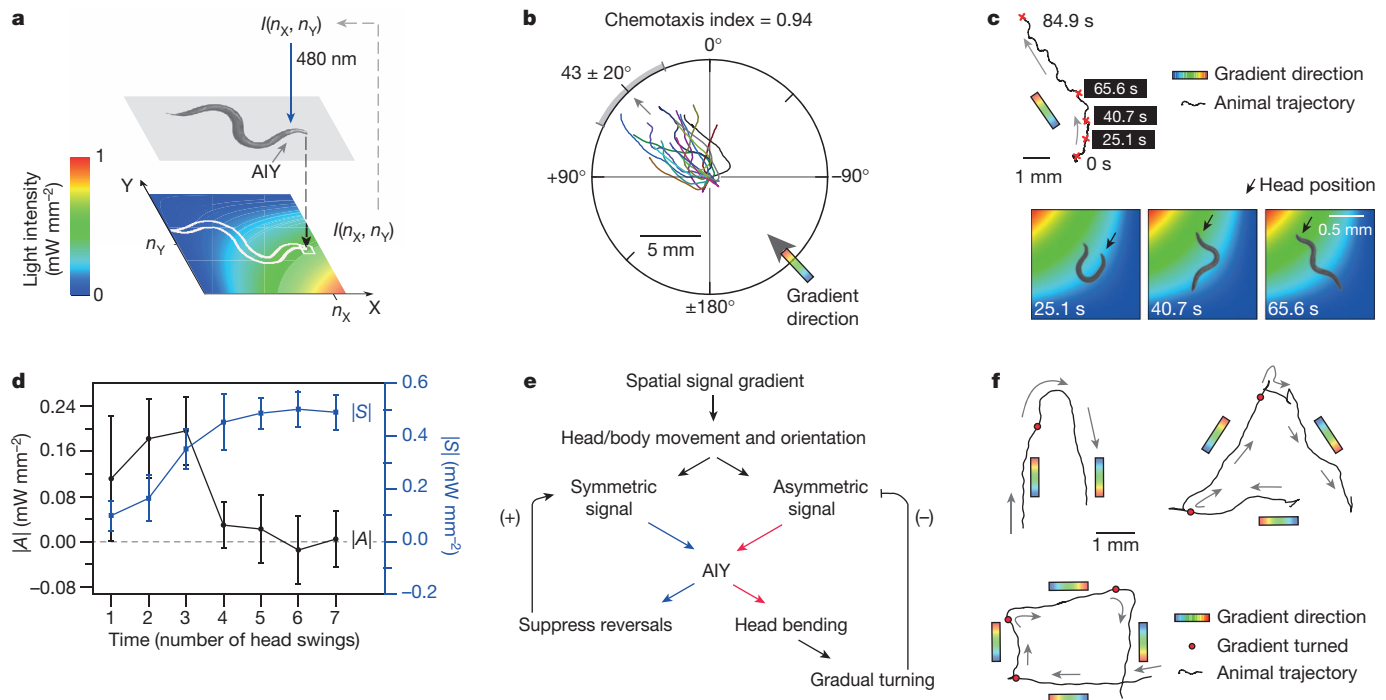 a
I(nX, nY)
480 nm
AIY
Light intensity
(mW mm−2)
1
0
Y
nY
I(nX, nY)
nX
X
b
Chemotaxis index = 0.94
0°
43 ± 20°
+90°
−90°
5 mm
±180°
Gradient
direction
c
84.9 s
65.6 s
40.7 s
25.1 s
0 s
1 mm
Gradient direction
Animal trajectory
Head position
0.5 mm
25.1 s
40.7 s
65.6 s
d
|A| (mW mm−2)
0.24
0.16
0.08
0.00
−0.08
|S|
|A|
0.6
0.4
0.2
0.0
−0.2
|S| (mW mm−2)
1 2 3 4 5 6 7
Time (number of head swings)
e
Spatial signal gradient
Head/body movement and orientation
Symmetric
signal
Asymmetric
signal
(+)
(−)
AIY
Suppress reversals
Head bending
Gradual turning
f
1 mm
Gradient direction
Gradient turned
Animal trajectory